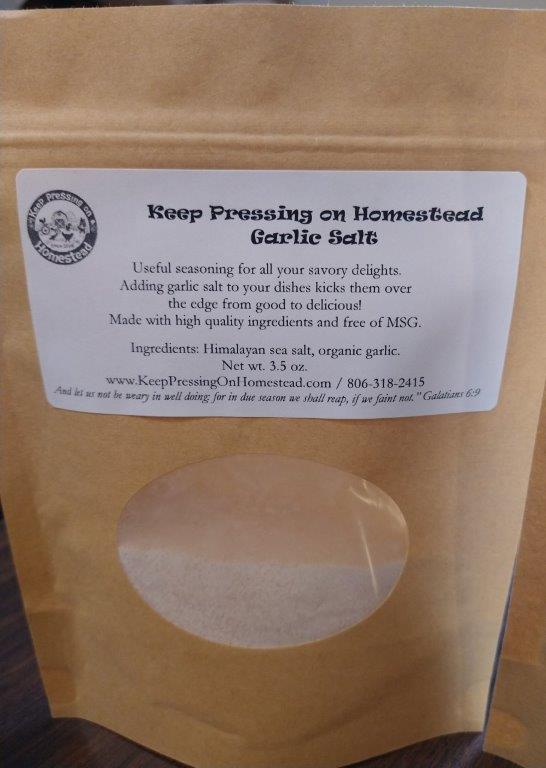 Keep Pressing on
Homestead
Keep Pressing on Homestead
Garlic Salt
Useful seasoning for all your savory delights.
Adding garlic salt to your dishes kicks them over
the edge from good to delicious!
Made with high quality ingredients and free of MSG.
Ingredients: Himalayan sea salt, organic garlic.
Net wt. 3.5 oz.
www.KeepPressingOnHomestead.com / 806-318-2415
And let us not be weary in well doing: for in due season we shall reap, if we faint not." Galatians 6:9